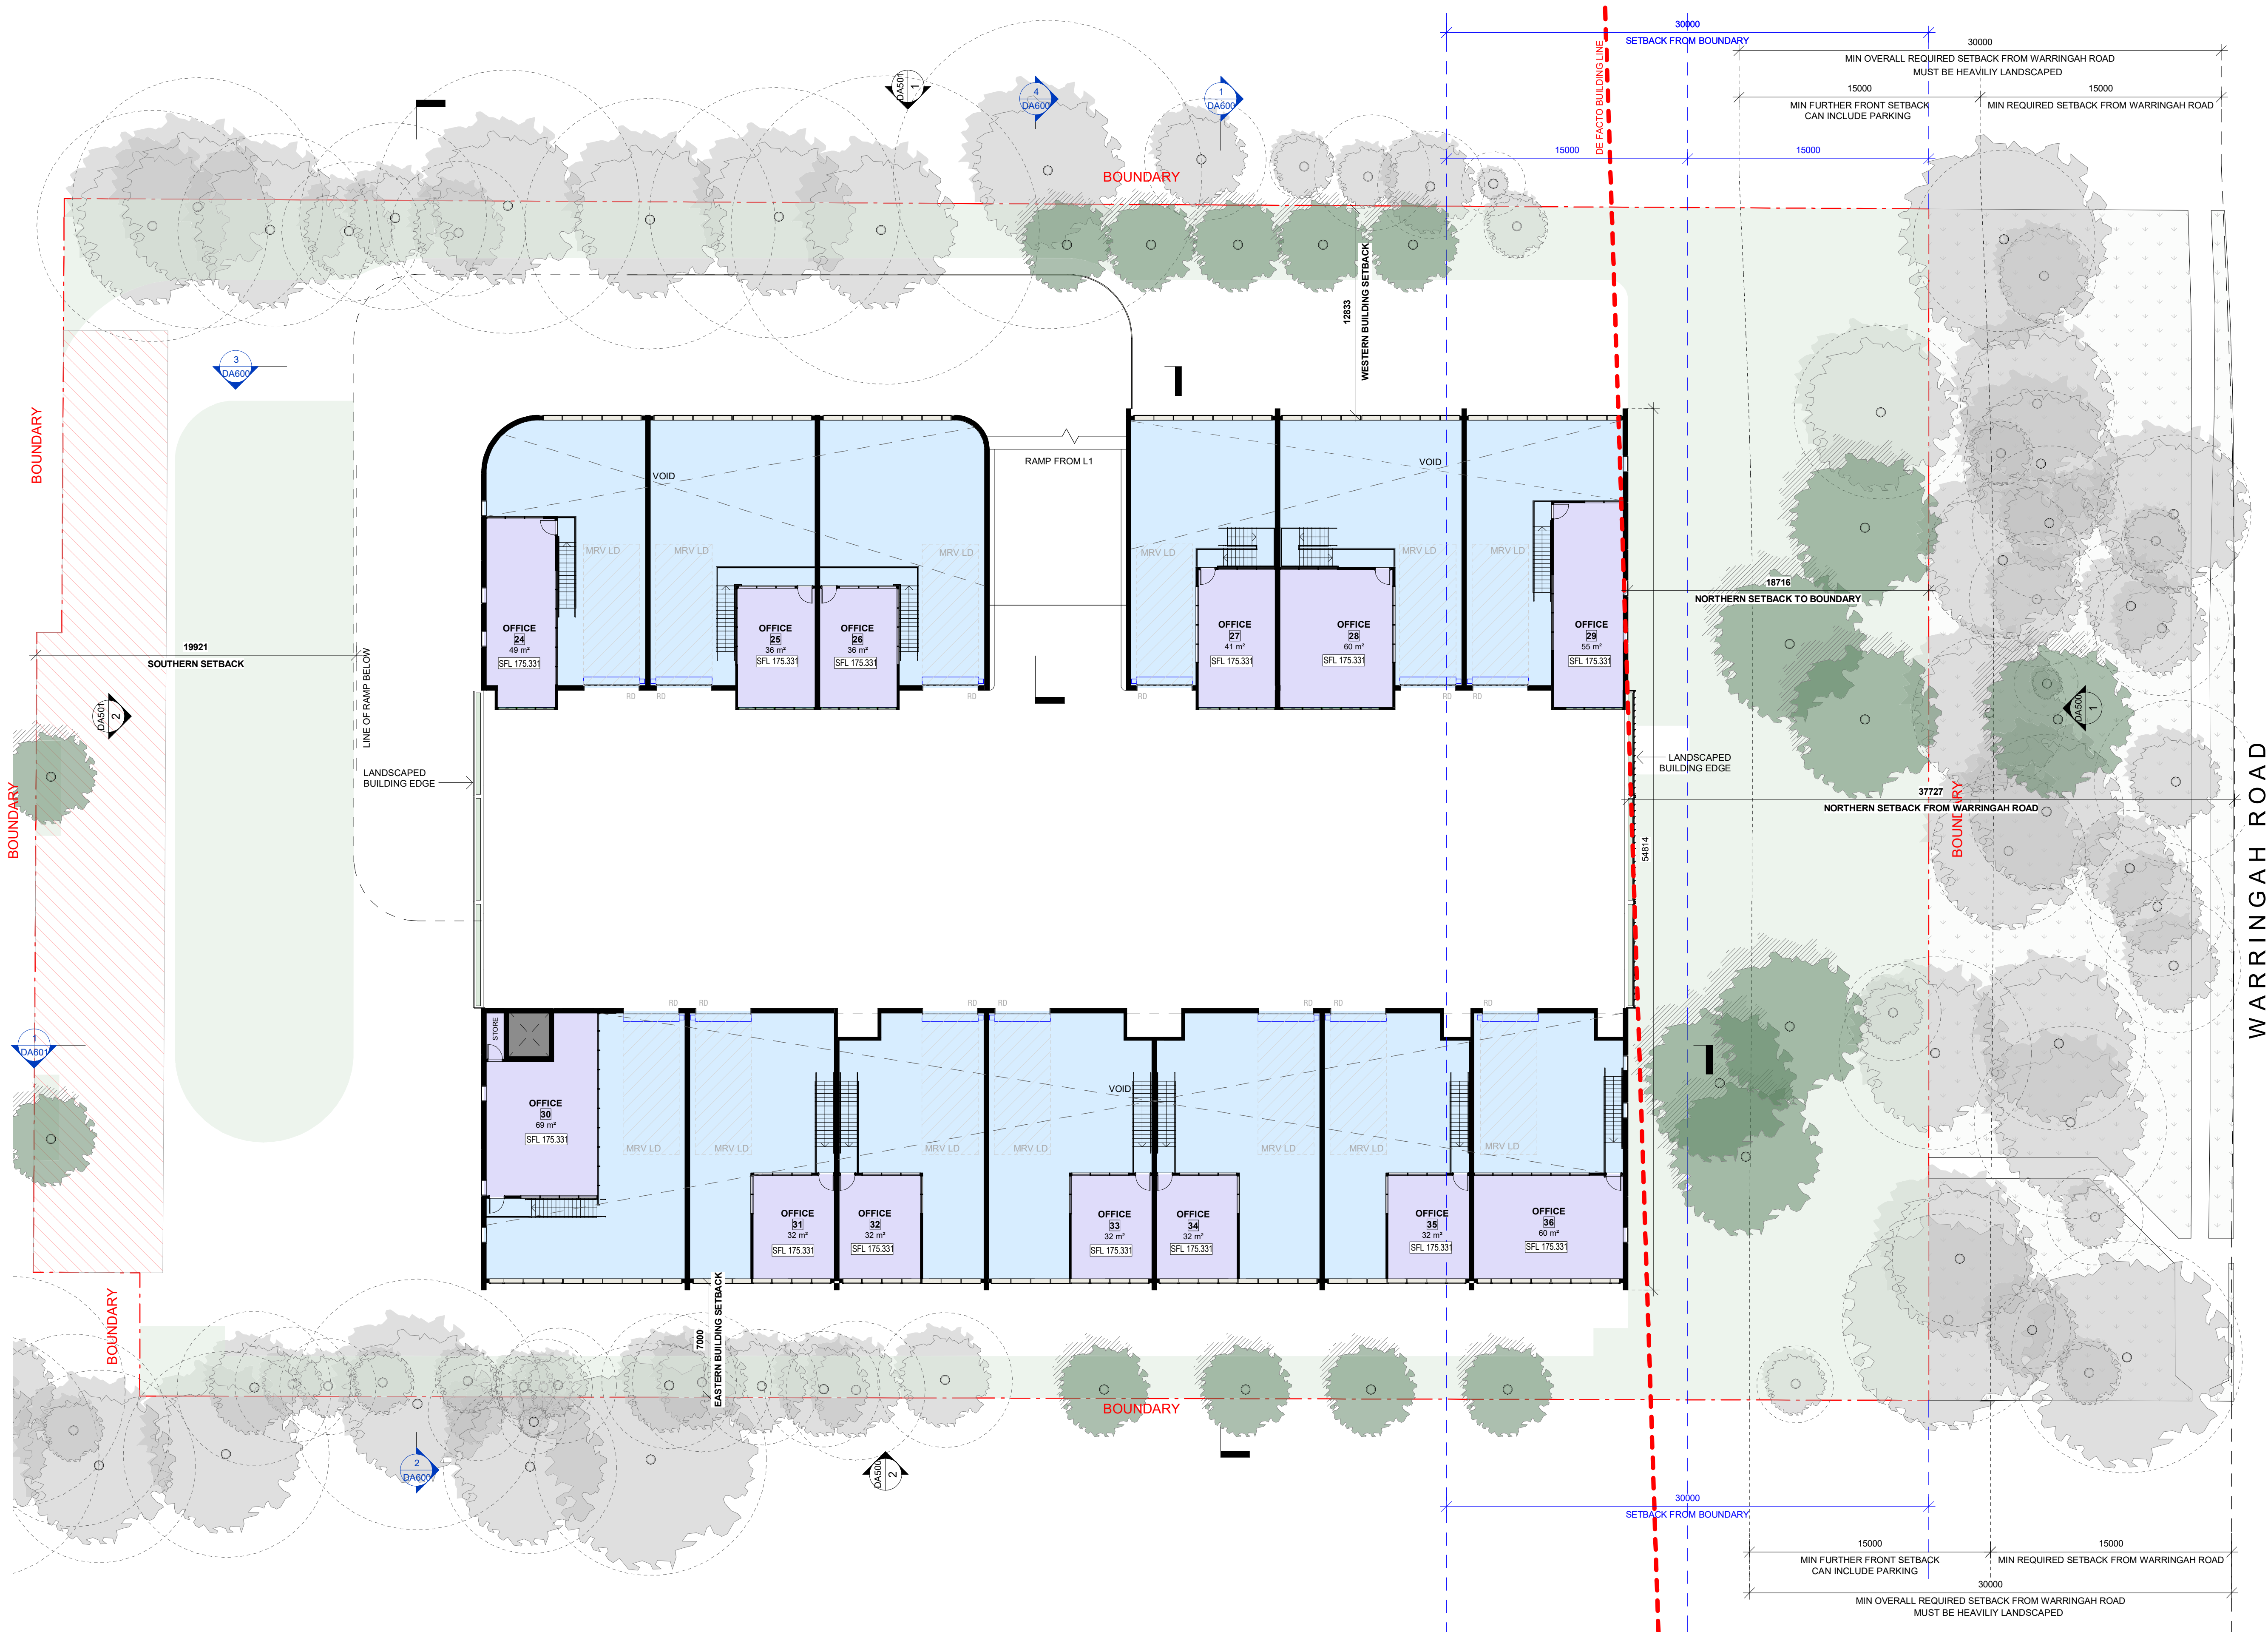 30000
SETBACK FROM BOUNDARY
DE FACTO BUILDING LINE
30000
MIN OVERALL REQUIRED SETBACK FROM WARRINGAH ROAD
MUST BE HEAVILIY LANDSCAPED
15000
15000
MIN FURTHER FRONT SETBACK
CAN INCLUDE PARKING
MIN REQUIRED SETBACK FROM WARRINGAH ROAD
15000
15000
DA501
1
4
DA600
1
DA600
BOUNDARY
12833
WESTERN BUILDING SETBACK
3
DA600
BOUNDARY
RAMP FROM L1
VOID
VOID
MRV LD
MRV LD
MRV LD
MRV LD
MRV LD
MRV LD
OFFICE
24
49 m²
SFL 175.331
OFFICE
25
36 m²
SFL 175.331
OFFICE
26
36 m²
SFL 175.331
OFFICE
27
41 m²
SFL 175.331
OFFICE
28
60 m²
SFL 175.331
OFFICE
29
55 m²
SFL 175.331
RD
RD
RD
RD
RD
RD
18716
NORTHERN SETBACK TO BOUNDARY
19921
SOUTHERN SETBACK
LINE OF RAMP BELOW
DA501
2
DA500
1
LANDSCAPED
BUILDING EDGE
LANDSCAPED
BUILDING EDGE
BOUNDARY
37727
NORTHERN SETBACK FROM WARRINGAH ROAD
BOUNDARY
54814
WARRINGAH ROAD
RD
RD
RD
RD
RD
RD
RD
STORE
1
DA601
VOID
OFFICE
30
69 m²
SFL 175.331
MRV LD
MRV LD
MRV LD
MRV LD
MRV LD
MRV LD
MRV LD
OFFICE
31
32 m²
SFL 175.331
OFFICE
32
32 m²
SFL 175.331
OFFICE
33
32 m²
SFL 175.331
OFFICE
34
32 m²
SFL 175.331
OFFICE
35
32 m²
SFL 175.331
OFFICE
36
60 m²
SFL 175.331
BOUNDARY
7000
EASTERN BUILDING SETBACK
BOUNDARY
2
DA600
DA500
2
30000
SETBACK FROM BOUNDARY
15000
15000
MIN FURTHER FRONT SETBACK
CAN INCLUDE PARKING
MIN REQUIRED SETBACK FROM WARRINGAH ROAD
30000
MIN OVERALL REQUIRED SETBACK FROM WARRINGAH ROAD
MUST BE HEAVILIY LANDSCAPED